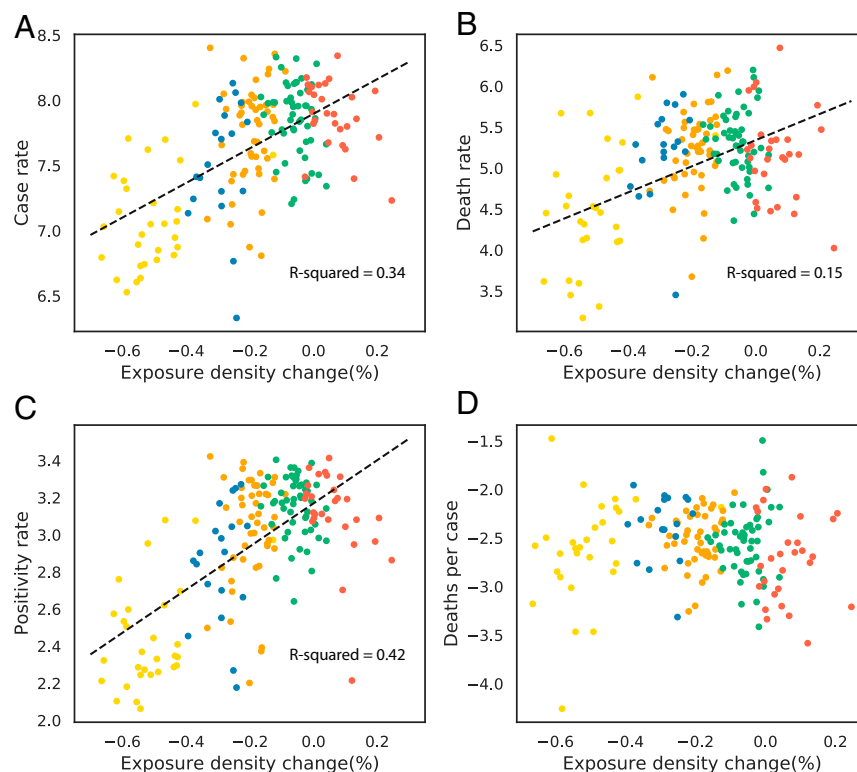 A
8.5
8.0
7.5
7.0
6.5
Case rate
R-squared = 0.34
−0.6 −0.4 −0.2 0.0 0.2
Exposure density change(%)
B
6.5
6.0
5.5
5.0
4.5
4.0
3.5
Death rate
R-squared = 0.15
−0.6 −0.4 −0.2 0.0 0.2
Exposure density change(%)
C
3.4
3.2
3.0
2.8
2.6
2.4
2.2
2.0
Positivity rate
R-squared = 0.42
−0.6 −0.4 −0.2 0.0 0.2
Exposure density change(%)
D
−1.5
−2.0
−2.5
−3.0
−3.5
−4.0
Deaths per case
−0.6 −0.4 −0.2 0.0 0.2
Exposure density change(%)